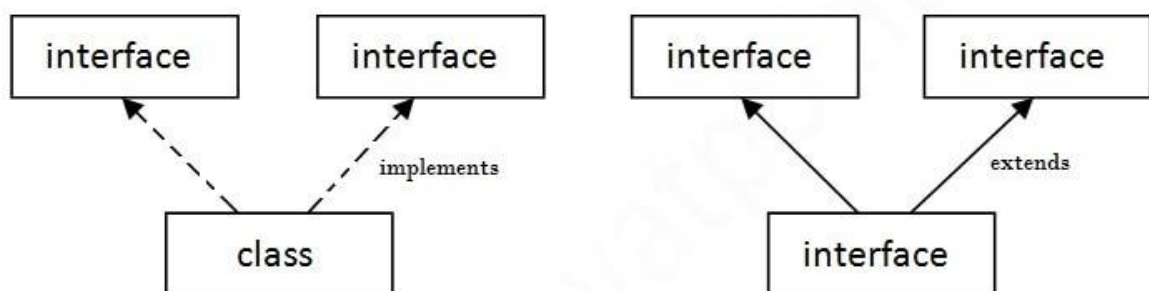 interface
interface
interface
interface
implements
extends
class
interface